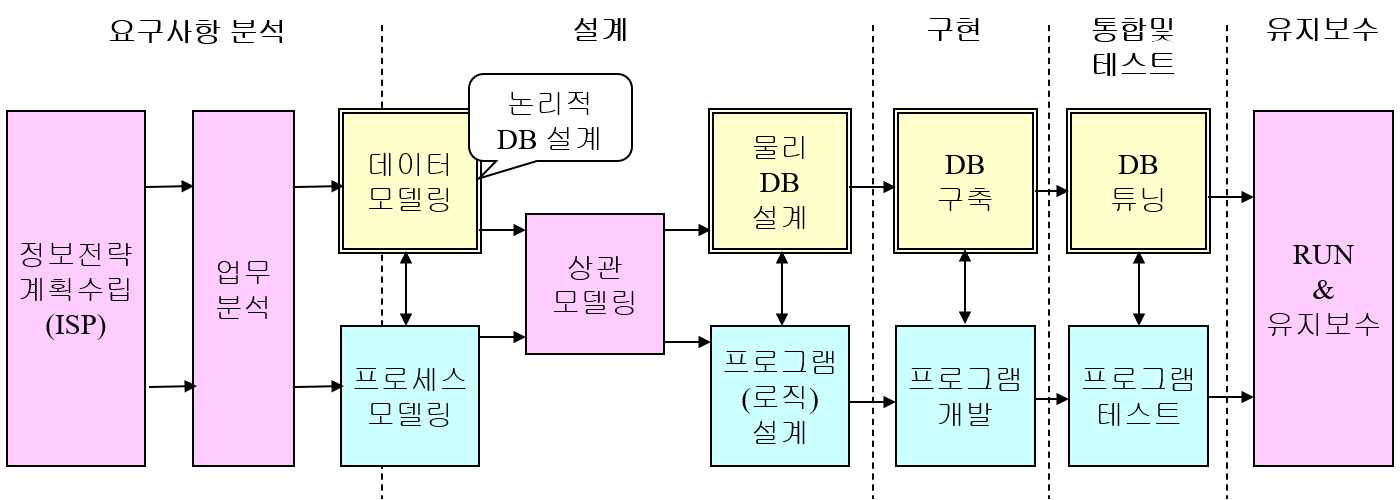 요구사항 분석
설계
구현
통합및
테스트
유지보수
정보전략
계획수립
(ISP)
업무
분석
데이터
모델링
논리적
DB 설계
프로세스
모델링
상관
모델링
물리
DB
설계
프로그램
(로직)
설계
DB
구축
프로그램
개발
DB
튜닝
프로그램
테스트
RUN
&
유지보수